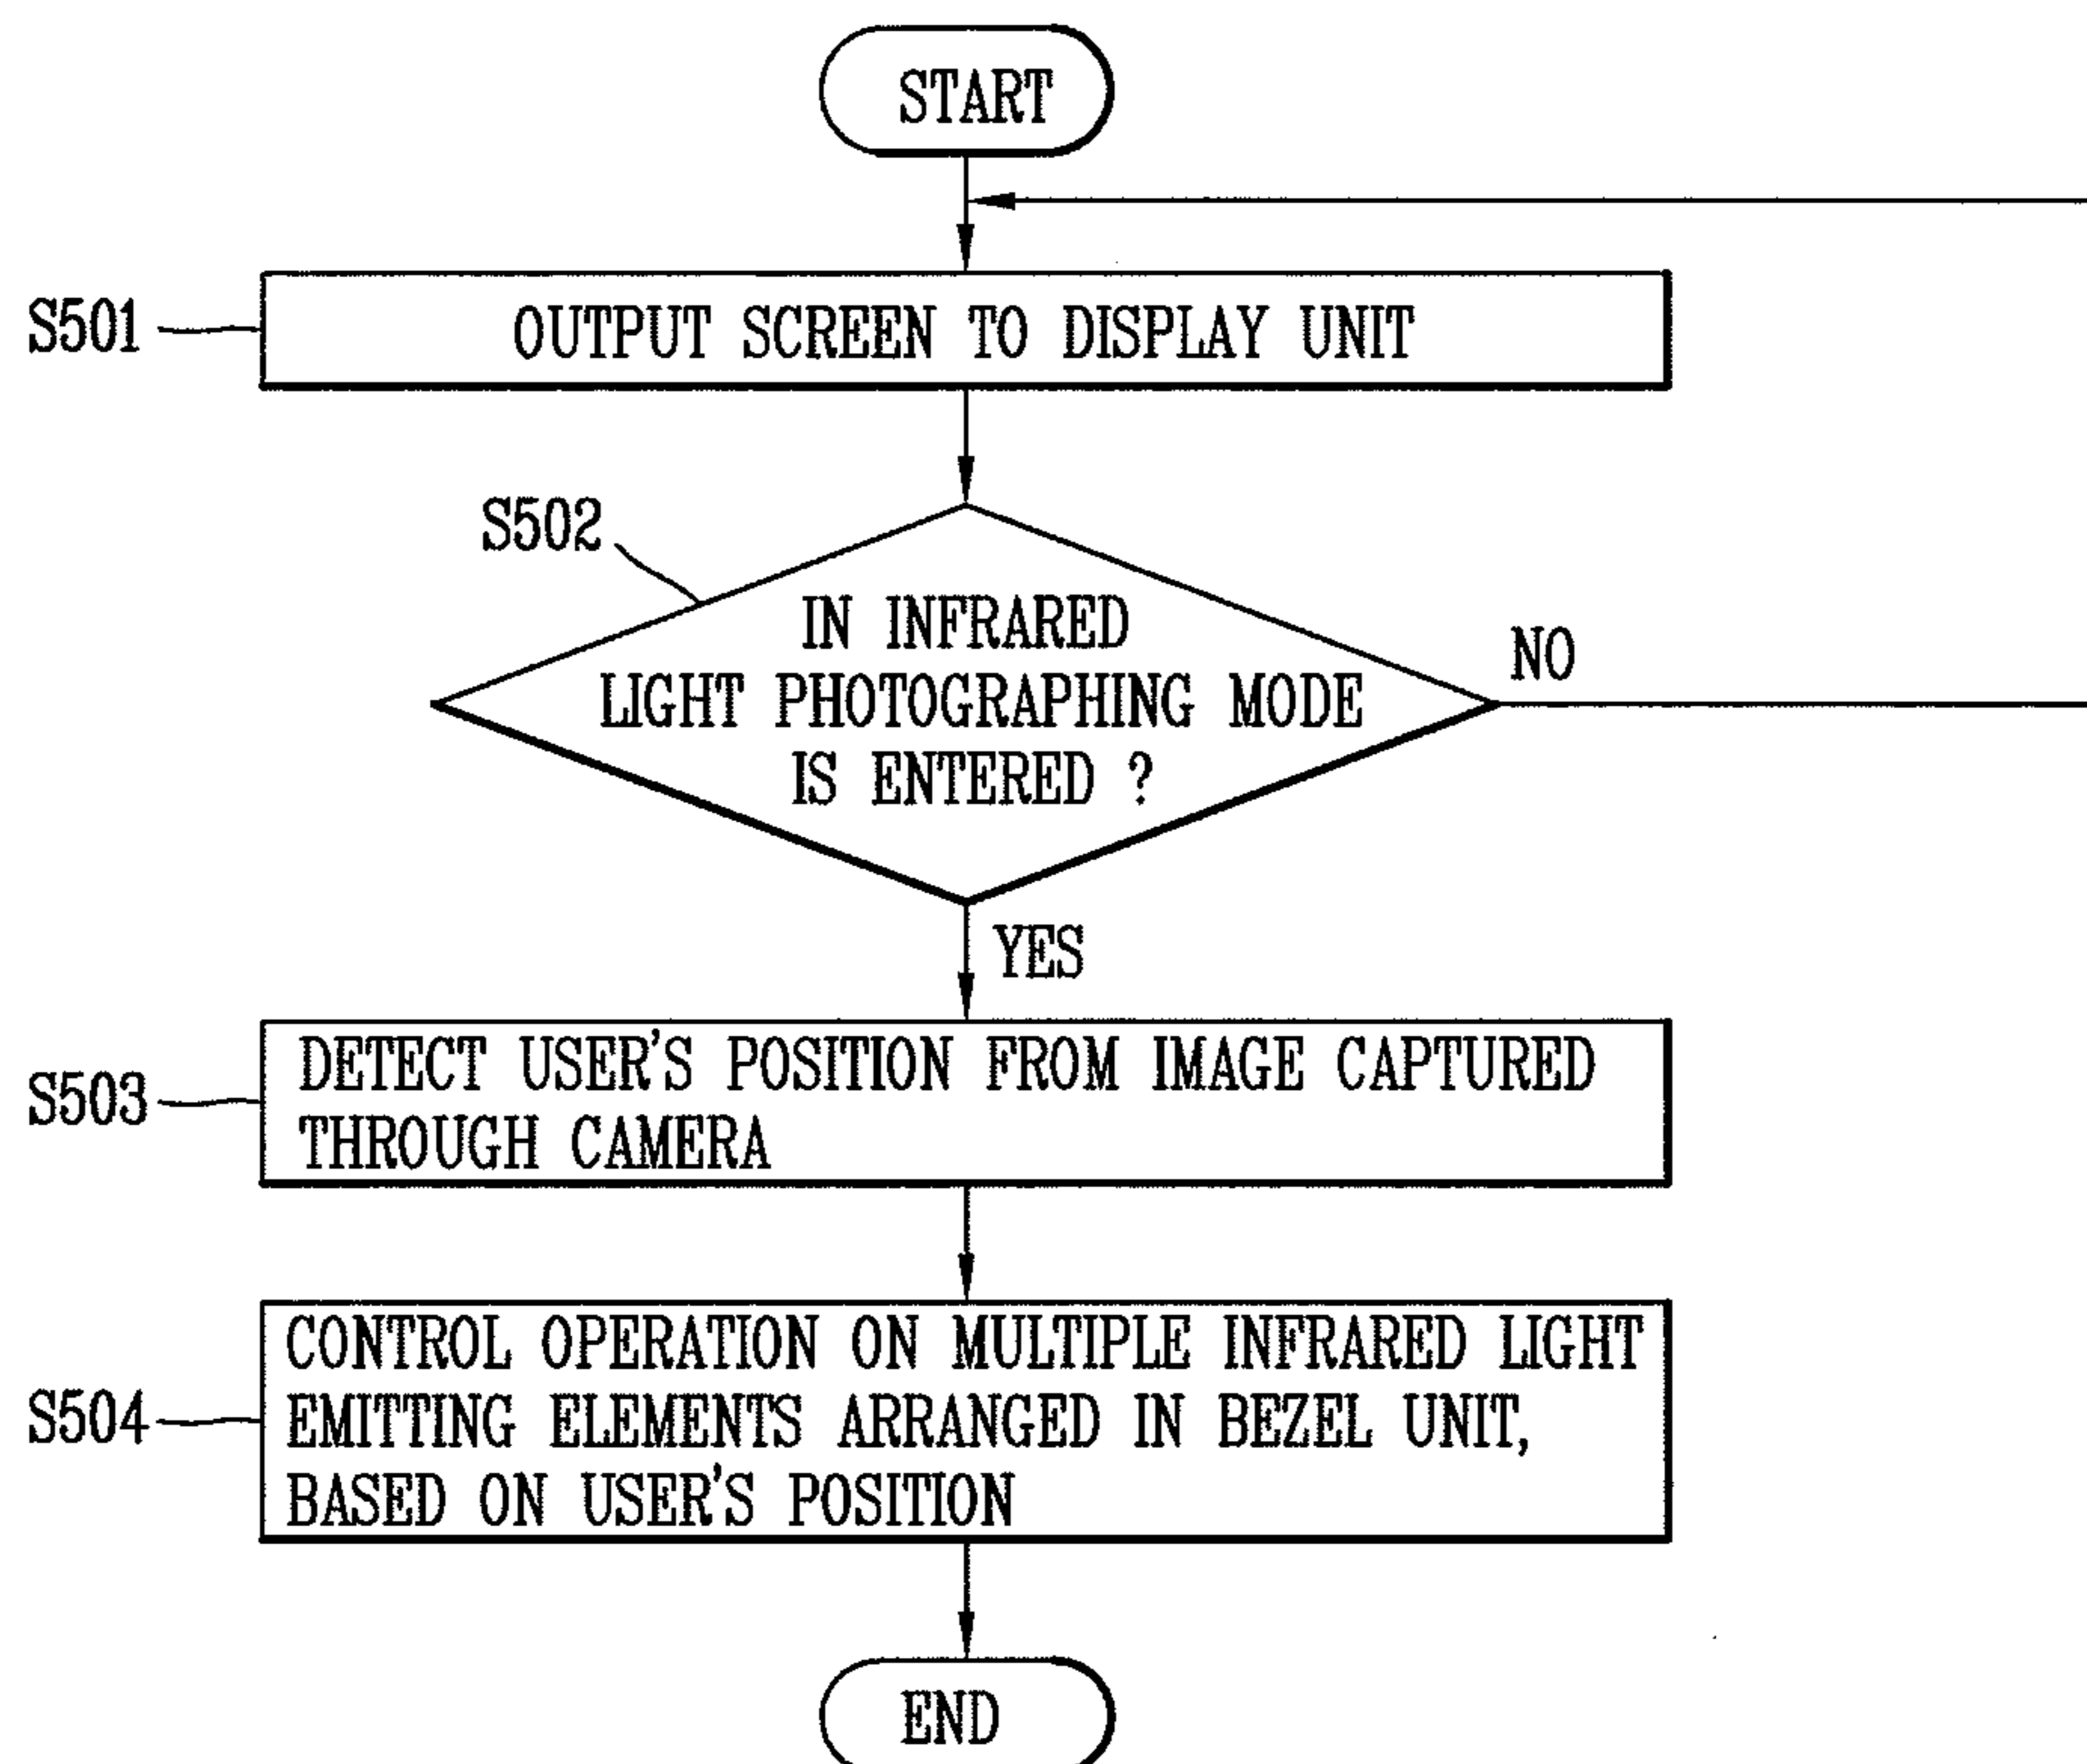 START
S501
OUTPUT SCREEN TO DISPLAY UNIT
S502
IN INFRARED
LIGHT PHOTOGRAPHING MODE
IS ENTERED ?
NO
YES
S503
DETECT USER'S POSITION FROM IMAGE CAPTURED
THROUGH CAMERA
S504
CONTROL OPERATION ON MULTIPLE INFRARED LIGHT
EMITTING ELEMENTS ARRANGED IN BEZEL UNIT,
BASED ON USER'S POSITION
END